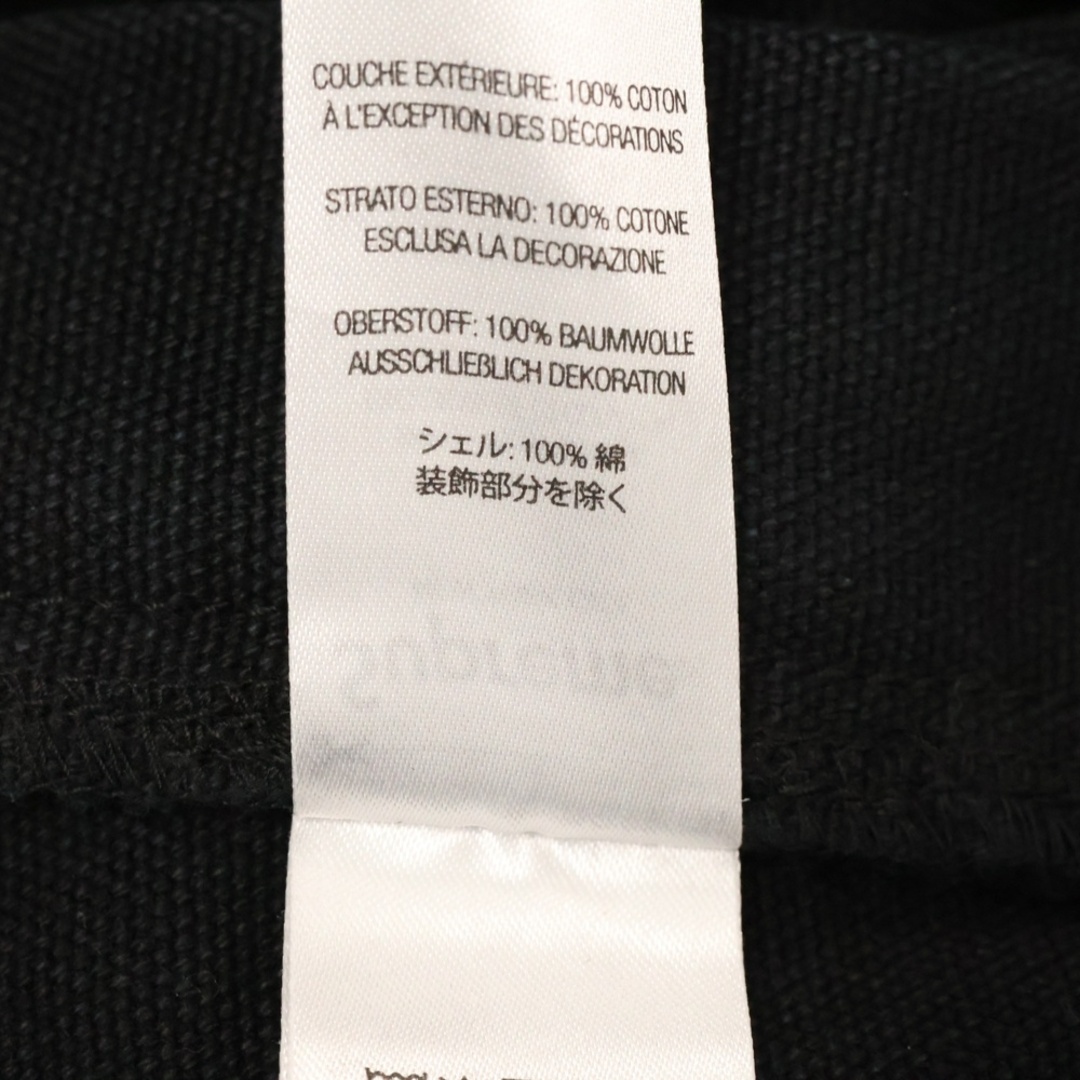 COUCHE EXTÉRIEURE: 100% COTON
À L'EXCEPTION DES DÉCORATIONS
STRATO ESTERNO: 100% COTONE
ESCLUSA LA DECORAZIONE
OBERSTOFF: 100% BAUMWOLLE
AUSSCHLIEßLICH DEKORATION
シェル: 100% 綿
装飾部分を除く
Supreme